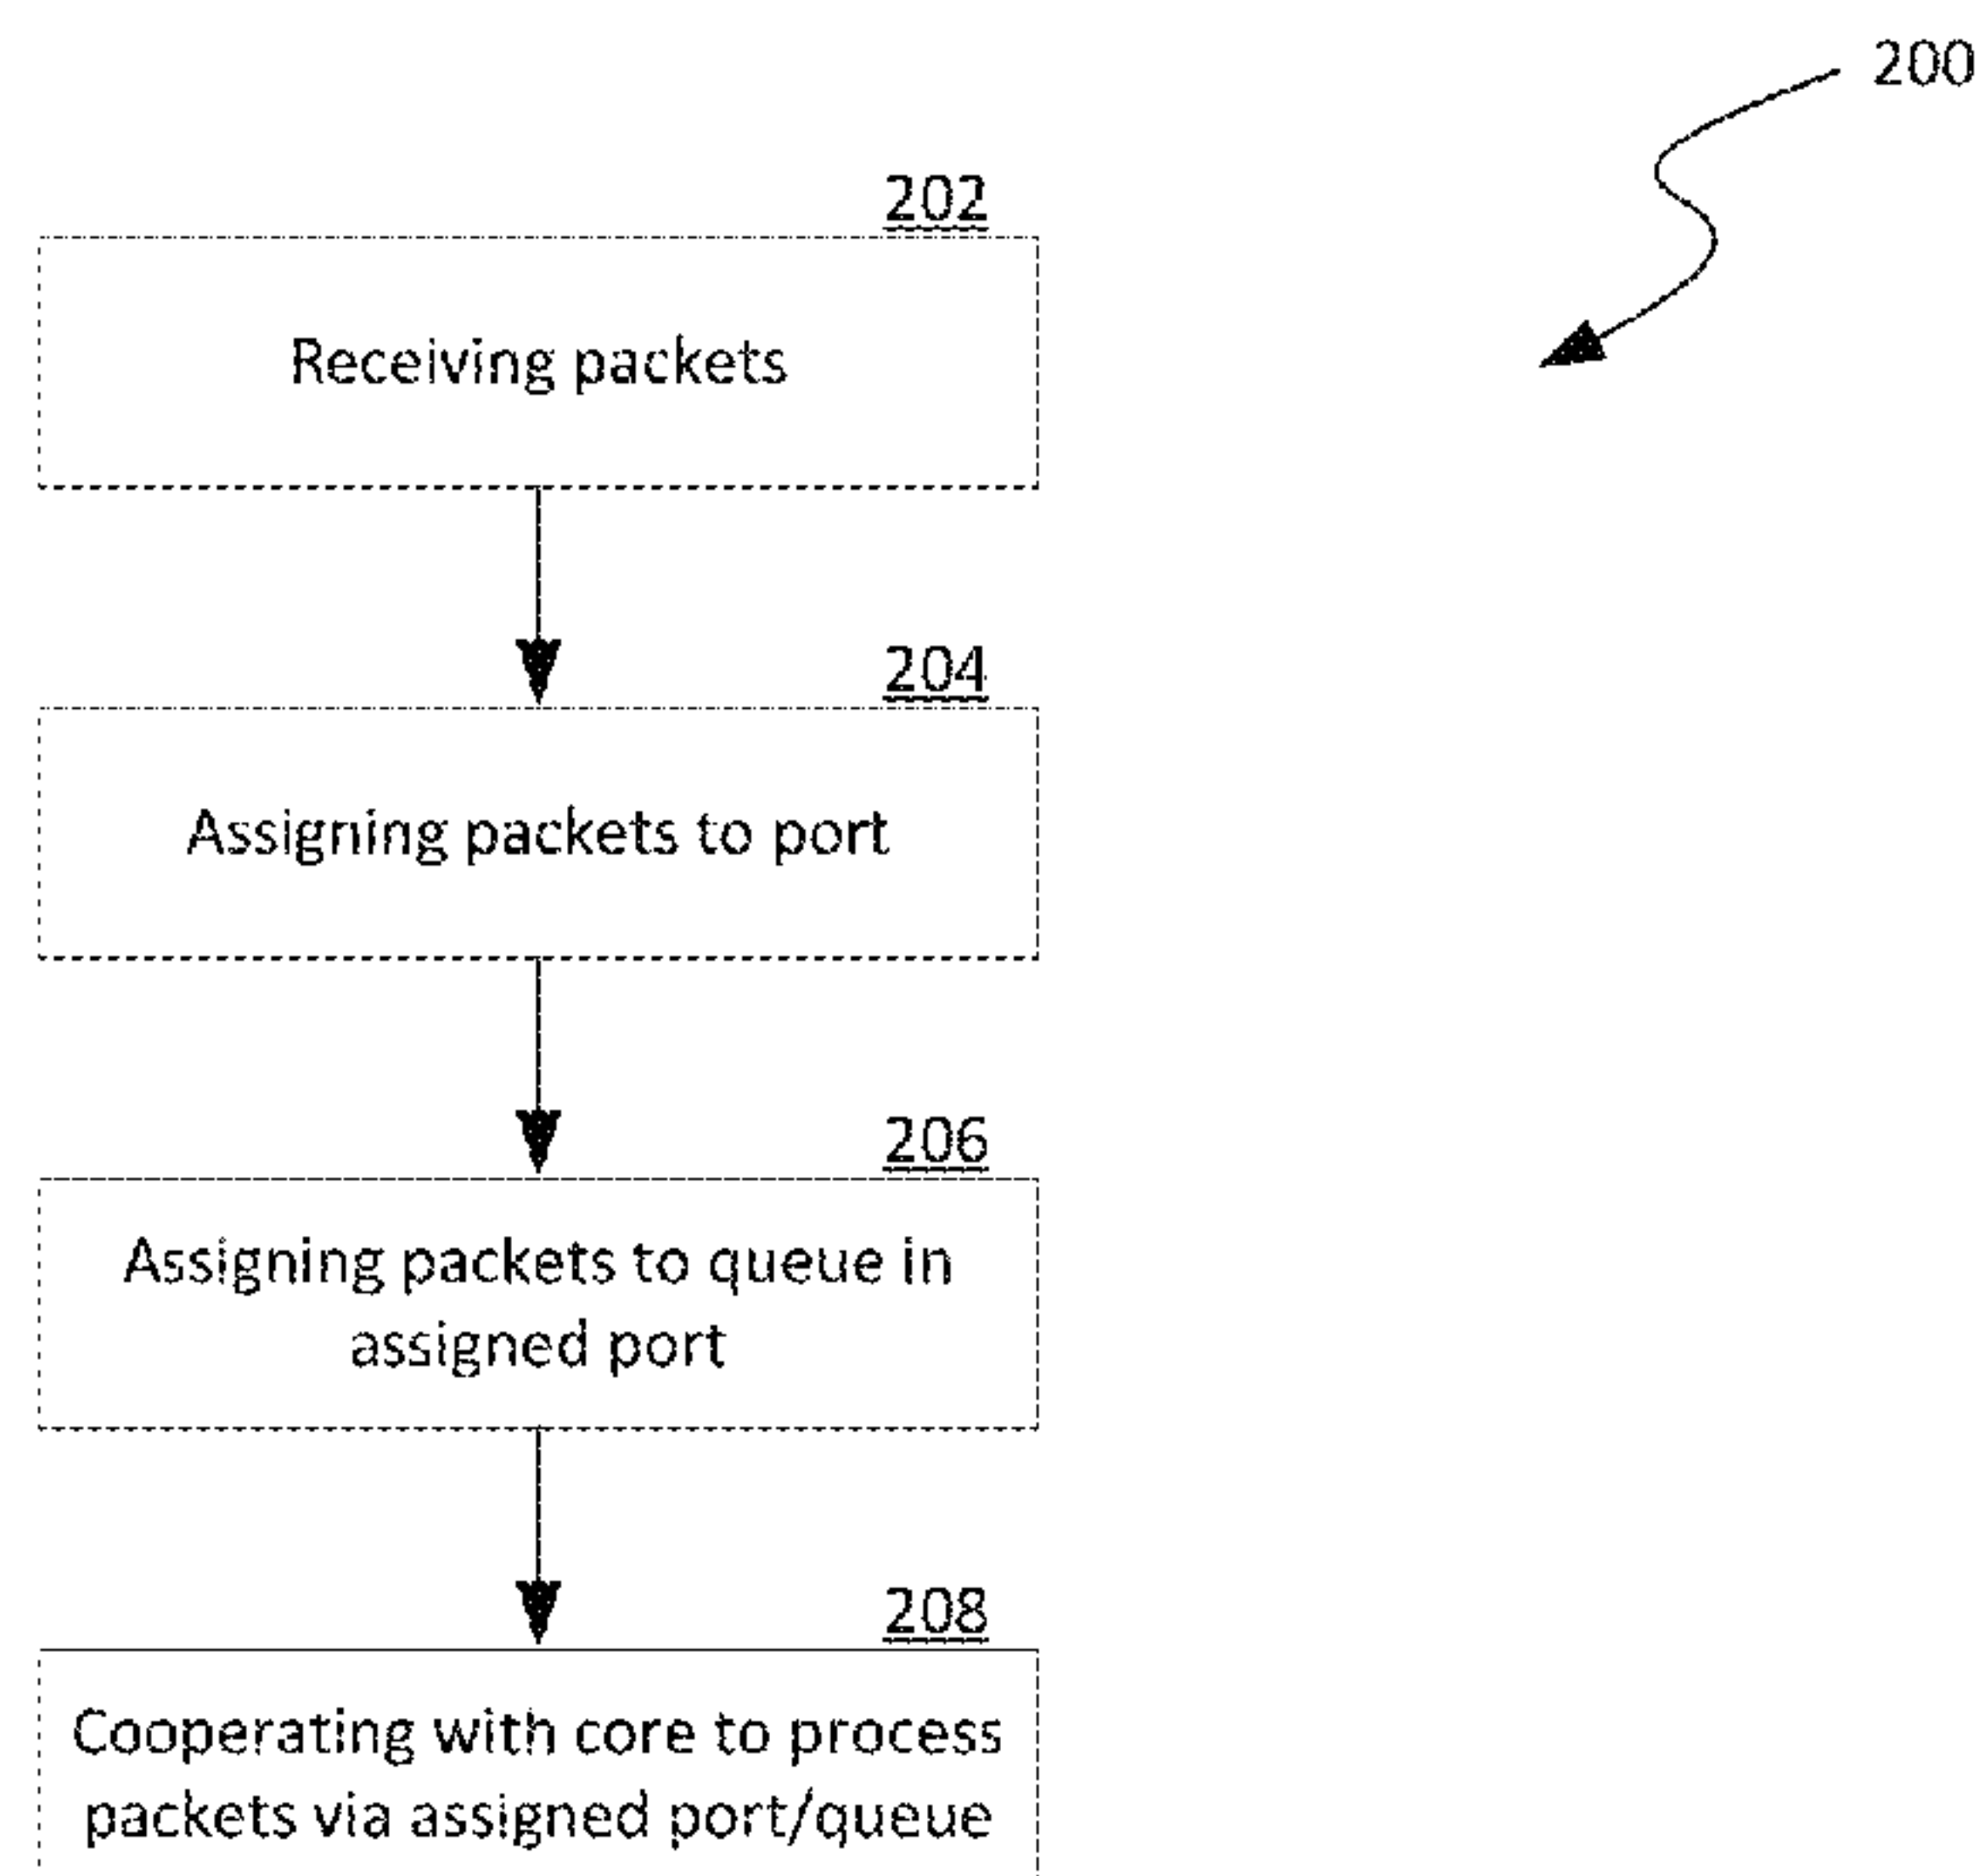 200
202
Receiving packets
204
Assigning packets to port
206
Assigning packets to queue in
assigned port
208
Cooperating with core to process
packets via assigned port/queue